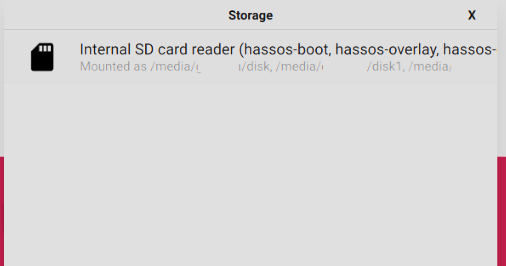 Storage X
Internal SD card reader (hassos-boot, hassos-overlay, hassos-
Mounted as /media/ /disk, /media/ /disk1, /media/